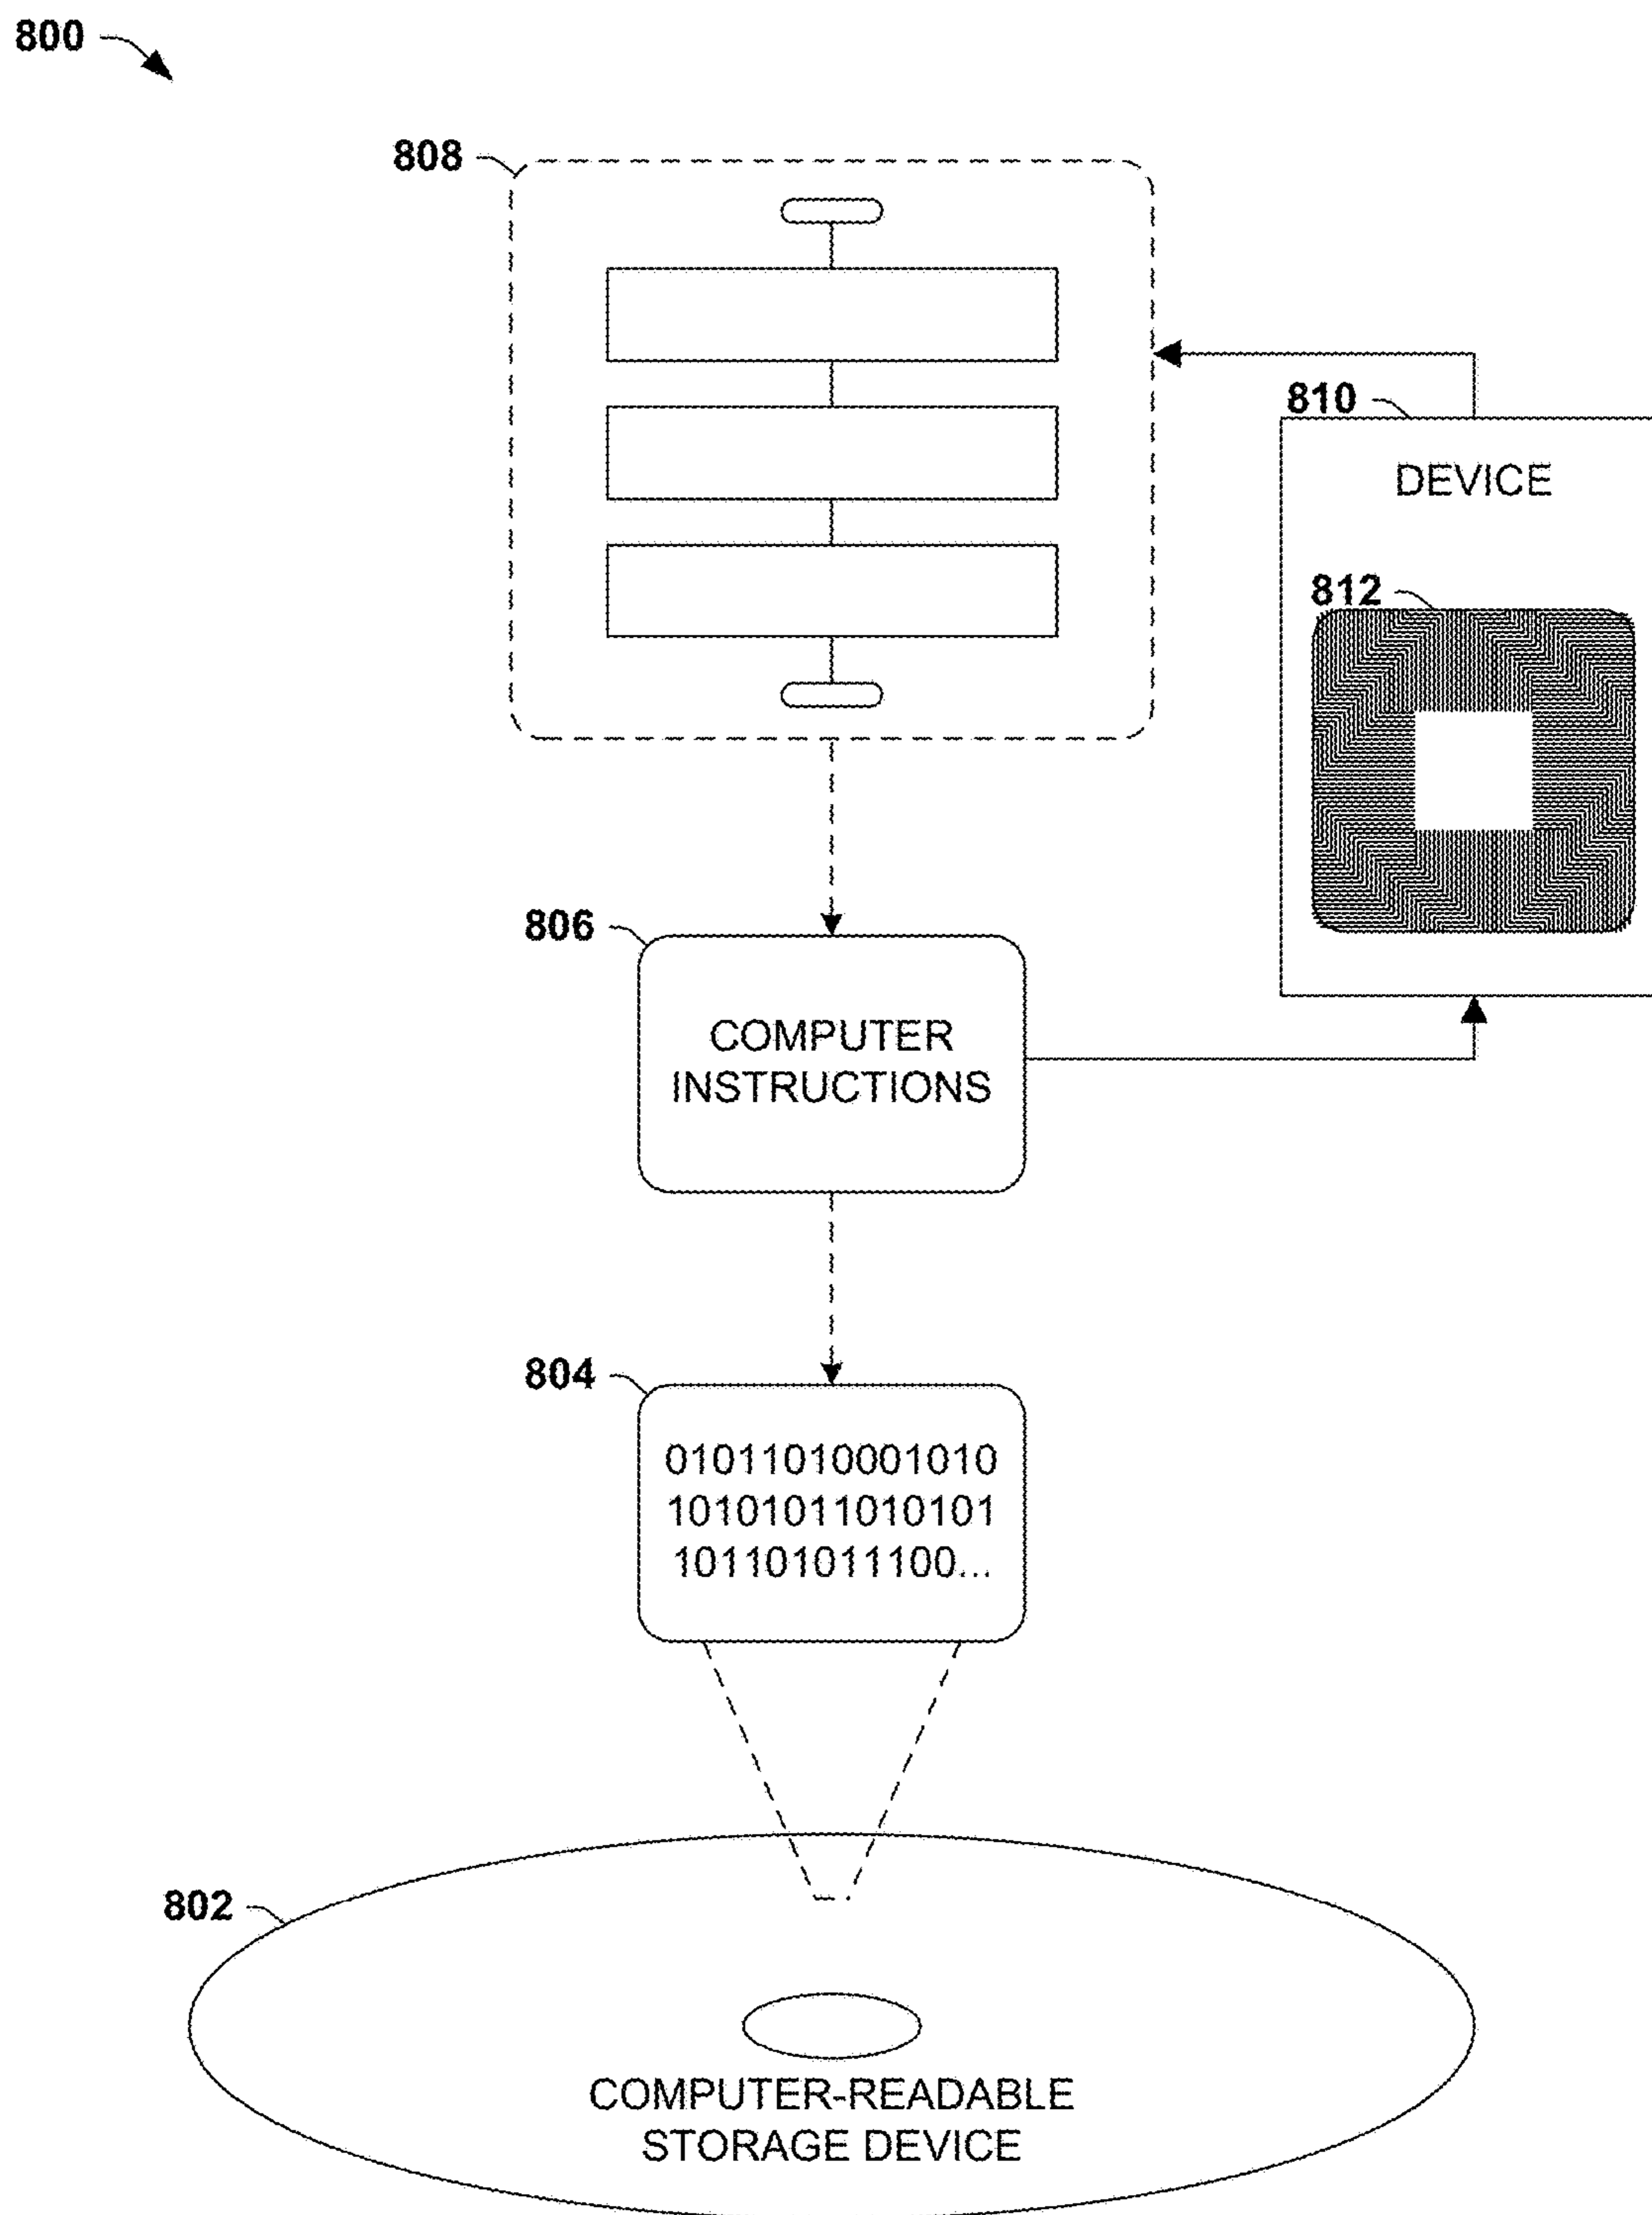 800
808
810
DEVICE
812
806
COMPUTER
INSTRUCTIONS
804
01011010001010
10101011010101
101101011100...
802
COMPUTER-READABLE
STORAGE DEVICE